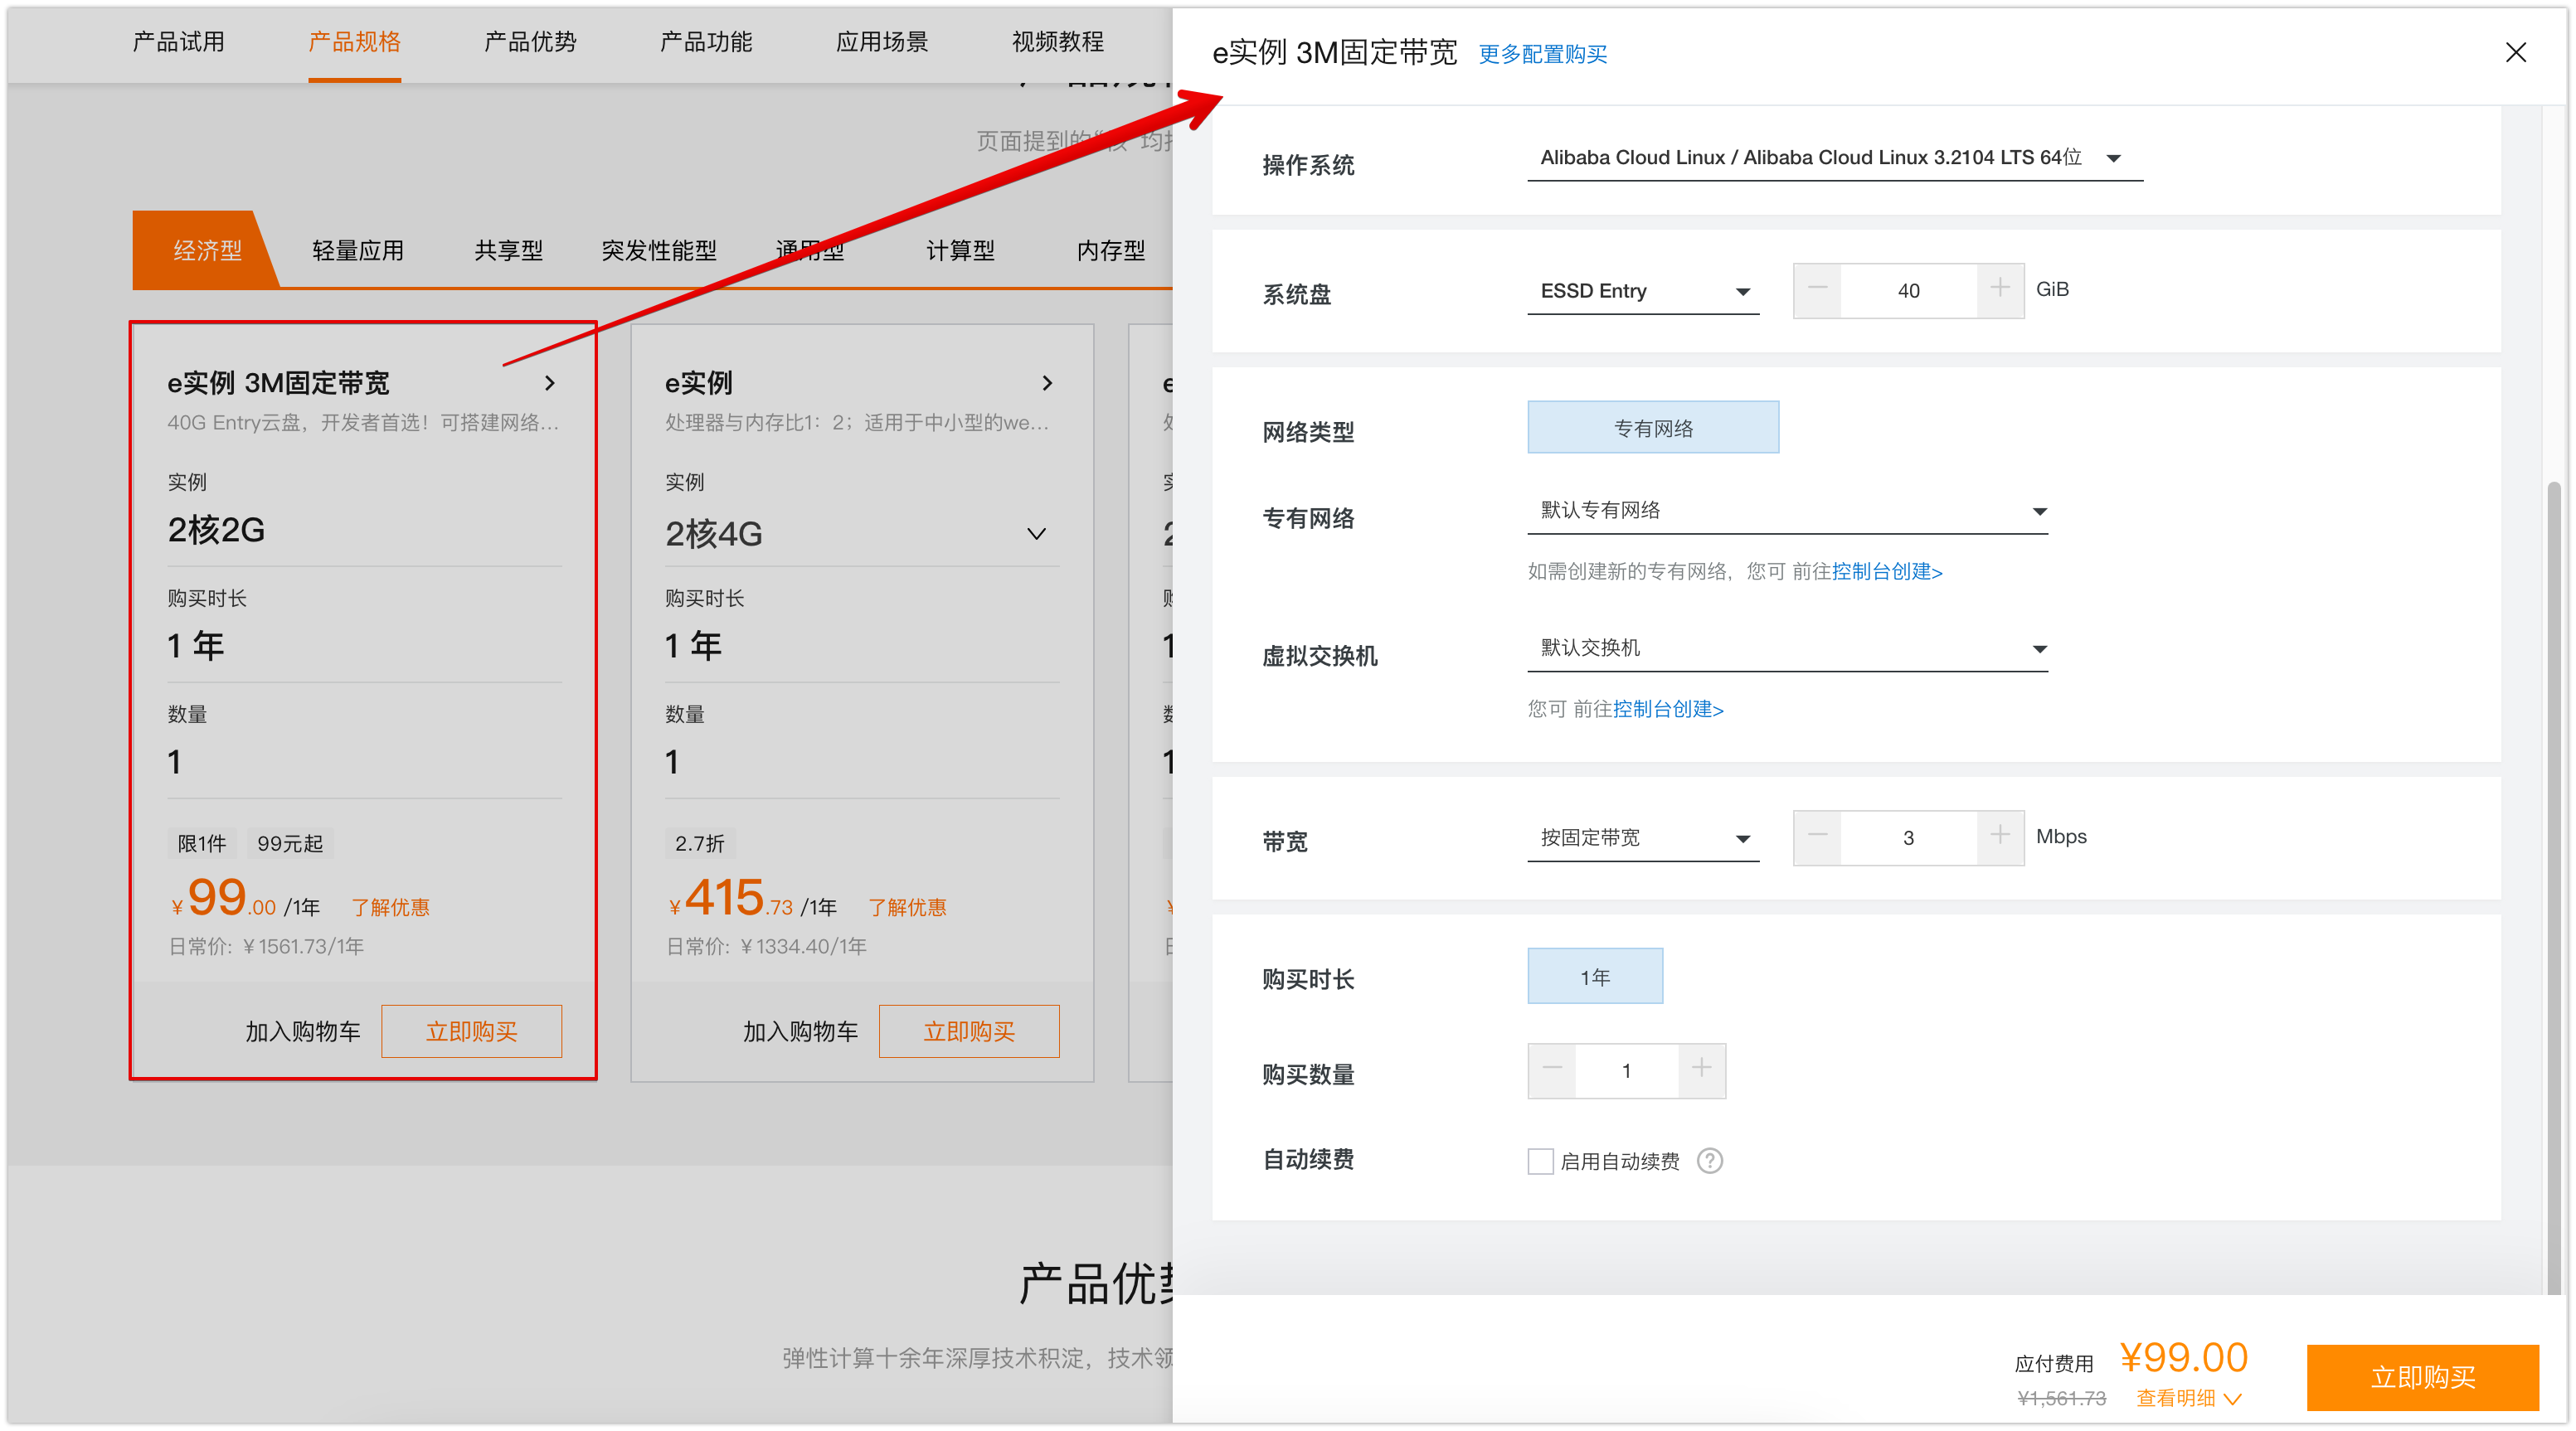 产品试用 产品规格 产品优势 产品功能 应用场景 视频教程
页面提到的“核”均
经济型 轻量应用 共享型 突发性能型 通用型 计算型 内存型
e实例 3M固定带宽
40G Entry云盘，开发者首选！可搭建网络...
实例
2核2G
购买时长
1 年
数量
1
限1件 99元起
¥99.00 /1年 了解优惠
日常价: ¥1561.73/1年
加入购物车 立即购买
e实例
处理器与内存比1：2；适用于中小型的we...
实例
2核4G
购买时长
1 年
数量
1
2.7折
¥415.73 /1年 了解优惠
日常价: ¥1334.40/1年
加入购物车 立即购买
产品优
弹性计算十余年深厚技术积淀，技术领
e实例 3M固定带宽 更多配置购买
操作系统 Alibaba Cloud Linux / Alibaba Cloud Linux 3.2104 LTS 64位
系统盘 ESSD Entry 40 GiB
网络类型 专有网络
专有网络 默认专有网络
如需创建新的专有网络，您可 前往控制台创建>
虚拟交换机 默认交换机
您可 前往控制台创建>
带宽 按固定带宽 3 Mbps
购买时长 1年
购买数量 1
自动续费 启用自动续费 ?
应付费用 ¥99.00
¥1,561.73 查看明细
立即购买